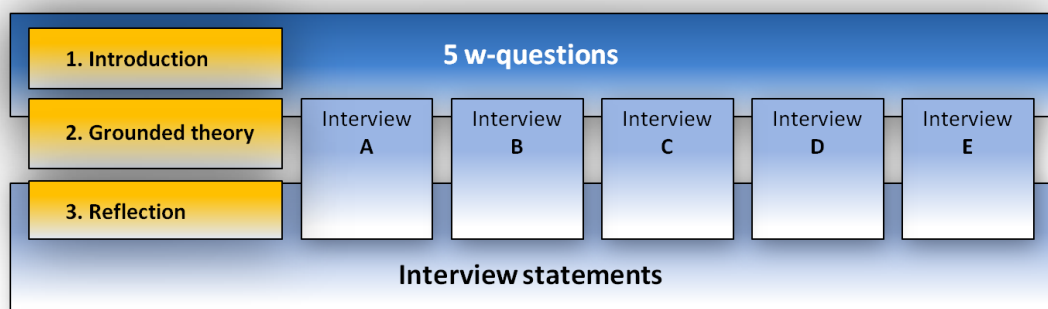 1. Introduction
5 w-questions
2. Grounded theory
Interview
A
Interview
B
Interview
C
Interview
D
Interview
E
3. Reflection
Interview statements